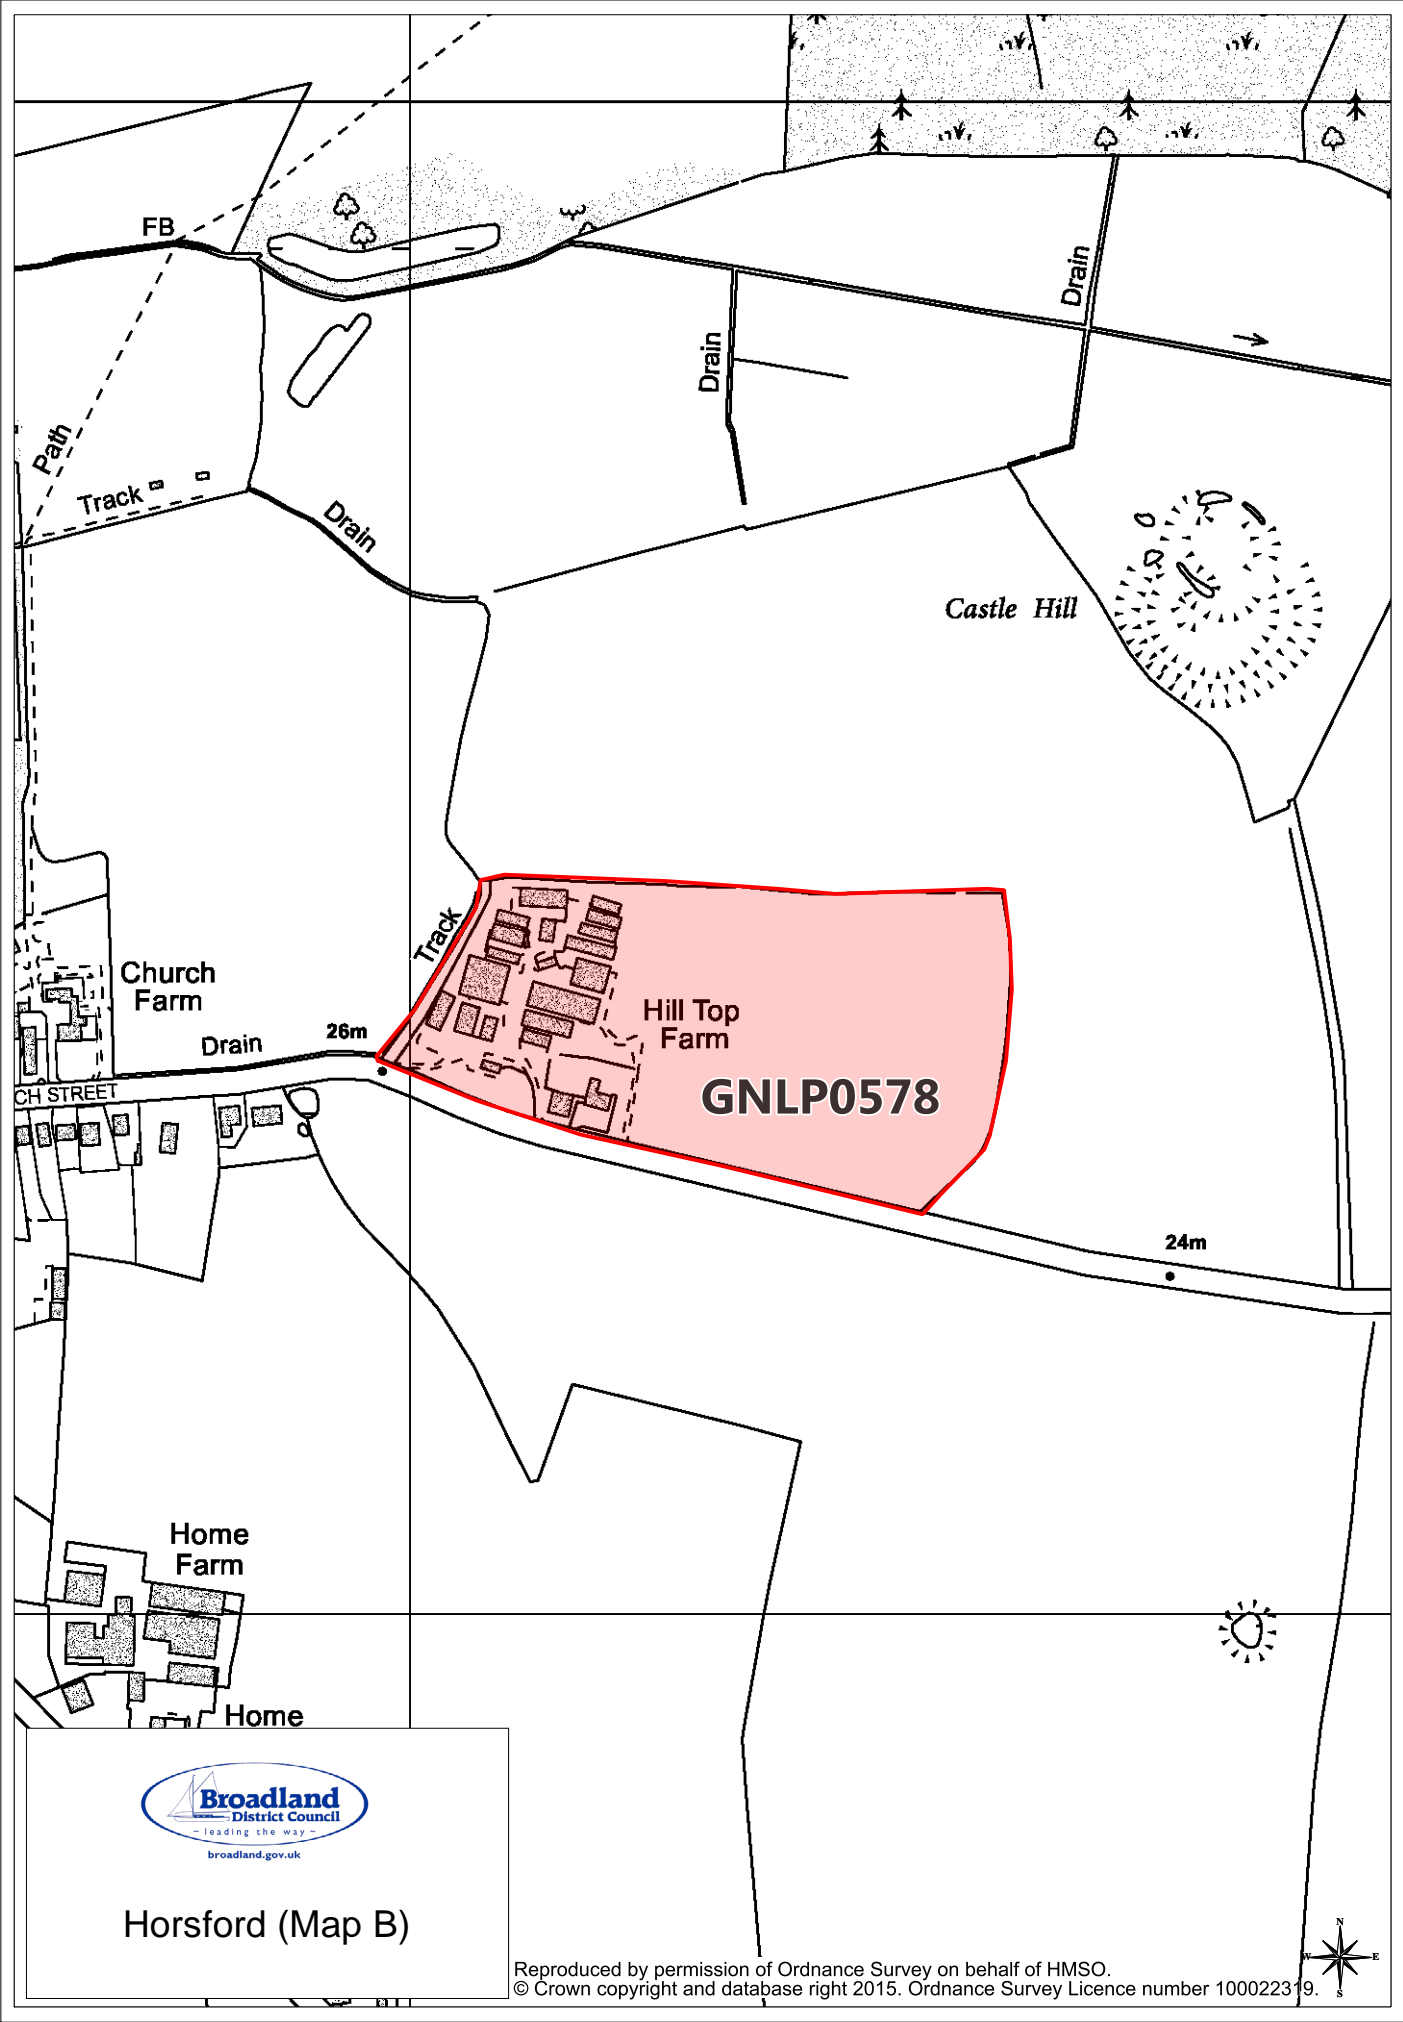 FB
Drain
Drain
Path
Track
Drain
Castle Hill
Track
Church
Farm
Hill Top
Farm
26m
Drain
CH STREET
GNLP0578
24m
Home
Farm
Home
Broadland
District Council
~ leading the way ~
broadland.gov.uk
Horsford (Map B)
N
W
E
S
Reproduced by permission of Ordnance Survey on behalf of HMSO.
© Crown copyright and database right 2015. Ordnance Survey Licence number 100022319.